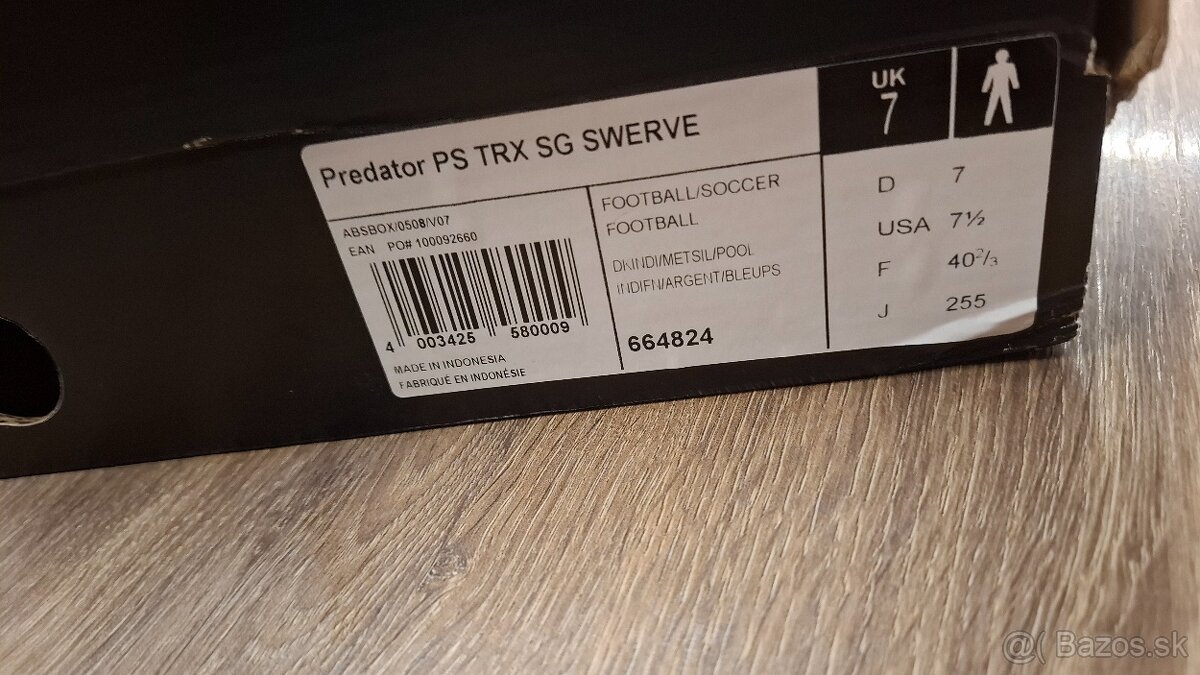 Predator PS TRX SG SWERVE
UK
7
ABSBOX/0508/V07
EAN PO# 100092660
4 003425 580009
MADE IN INDONESIA
FABRIQUÉ EN INDONÉSIE
FOOTBALL/SOCCER
FOOTBALL
DKINDI/METSIL/POOL
INDIFN/ARGENT/BLEUPS
664824
D 7
USA 7½
F 40²/₃
J 255
@( Bazos.sk